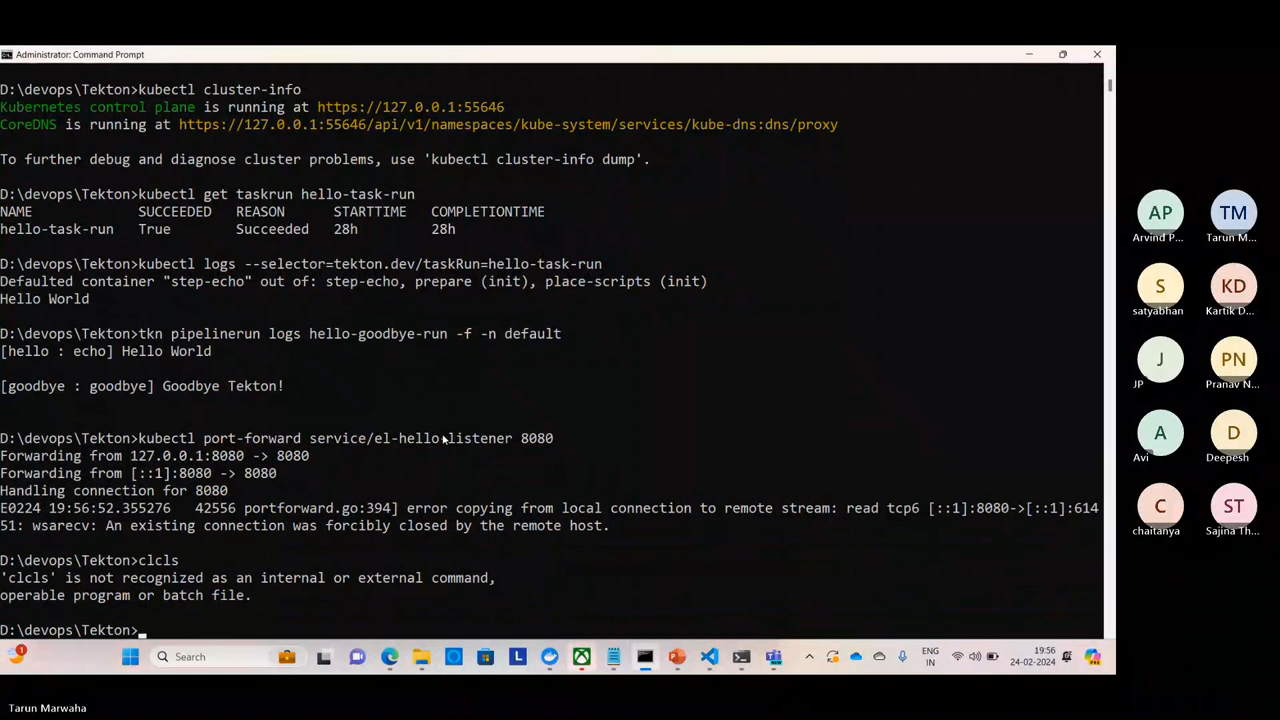 Administrator: Command Prompt
D:\devops\Tekton>kubectl cluster-info
Kubernetes control plane is running at https://127.0.0.1:55646
CoreDNS is running at https://127.0.0.1:55646/api/v1/namespaces/kube-system/services/kube-dns:dns/proxy
To further debug and diagnose cluster problems, use 'kubectl cluster-info dump'.
D:\devops\Tekton>kubectl get taskrun hello-task-run
NAME SUCCEEDED REASON STARTTIME COMPLETIONTIME
hello-task-run True Succeeded 28h 28h
D:\devops\Tekton>kubectl logs --selector=tekton.dev/taskRun=hello-task-run
Defaulted container "step-echo" out of: step-echo, prepare (init), place-scripts (init)
Hello World
D:\devops\Tekton>tkn pipelinerun logs hello-goodbye-run -f -n default
[hello : echo] Hello World
[goodbye : goodbye] Goodbye Tekton!
D:\devops\Tekton>kubectl port-forward service/el-hello-listener 8080
Forwarding from 127.0.0.1:8080 -> 8080
Forwarding from [::1]:8080 -> 8080
Handling connection for 8080
E0224 19:56:52.355276 42556 portforward.go:394] error copying from local connection to remote stream: read tcp6 [::1]:8080->[::1]:614
51: wsarecv: An existing connection was forcibly closed by the remote host.
D:\devops\Tekton>clcls
'clcls' is not recognized as an internal or external command,
operable program or batch file.
D:\devops\Tekton>
1
Search
L
NEW
ENG
IN
19:56
24-02-2024
PRE
AP
Arvind P...
TM
Tarun M...
S
satyabhan
KD
Kartik D...
J
JP
PN
Pranav N...
A
Avi
D
Deepesh
C
chaitanya
ST
Sajina Th...
Tarun Marwaha